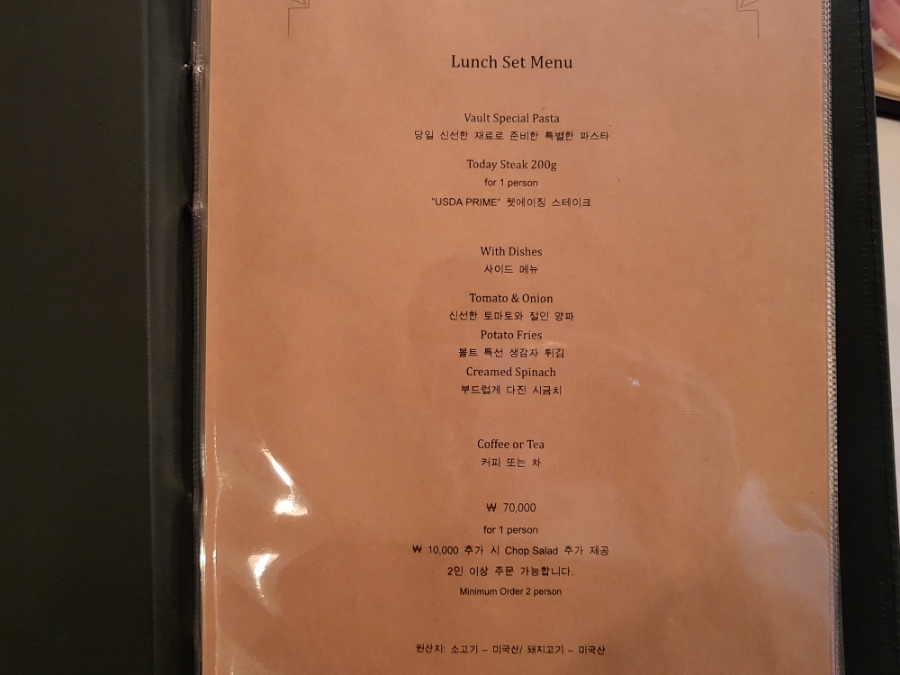 Lunch Set Menu
Vault Special Pasta
당일 신선한 재료로 준비한 특별한 파스타
Today Steak 200g
for 1 person
"USDA PRIME" 웻에이징 스테이크
With Dishes
사이드 메뉴
Tomato & Onion
신선한 토마토와 절인 양파
Potato Fries
볼트 특선 생감자 튀김
Creamed Spinach
부드럽게 다진 시금치
Coffee or Tea
커피 또는 차
₩ 70,000
for 1 person
₩ 10,000 추가 시 Chop Salad 추가 제공
2인 이상 주문 가능합니다.
Minimum Order 2 person
원산지: 소고기 – 미국산/ 돼지고기 – 미국산